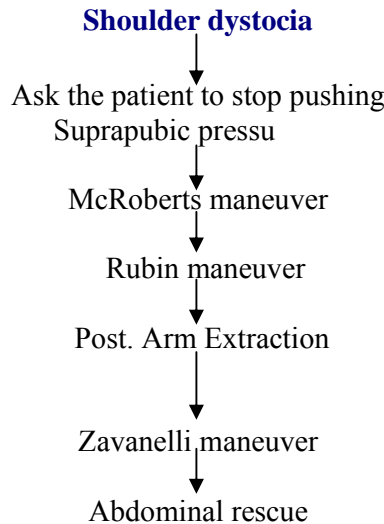 Shoulder dystocia
Ask the patient to stop pushing
Suprapubic pressu
McRoberts maneuver
Rubin maneuver
Post. Arm Extraction
Zavanelli maneuver
Abdominal rescue